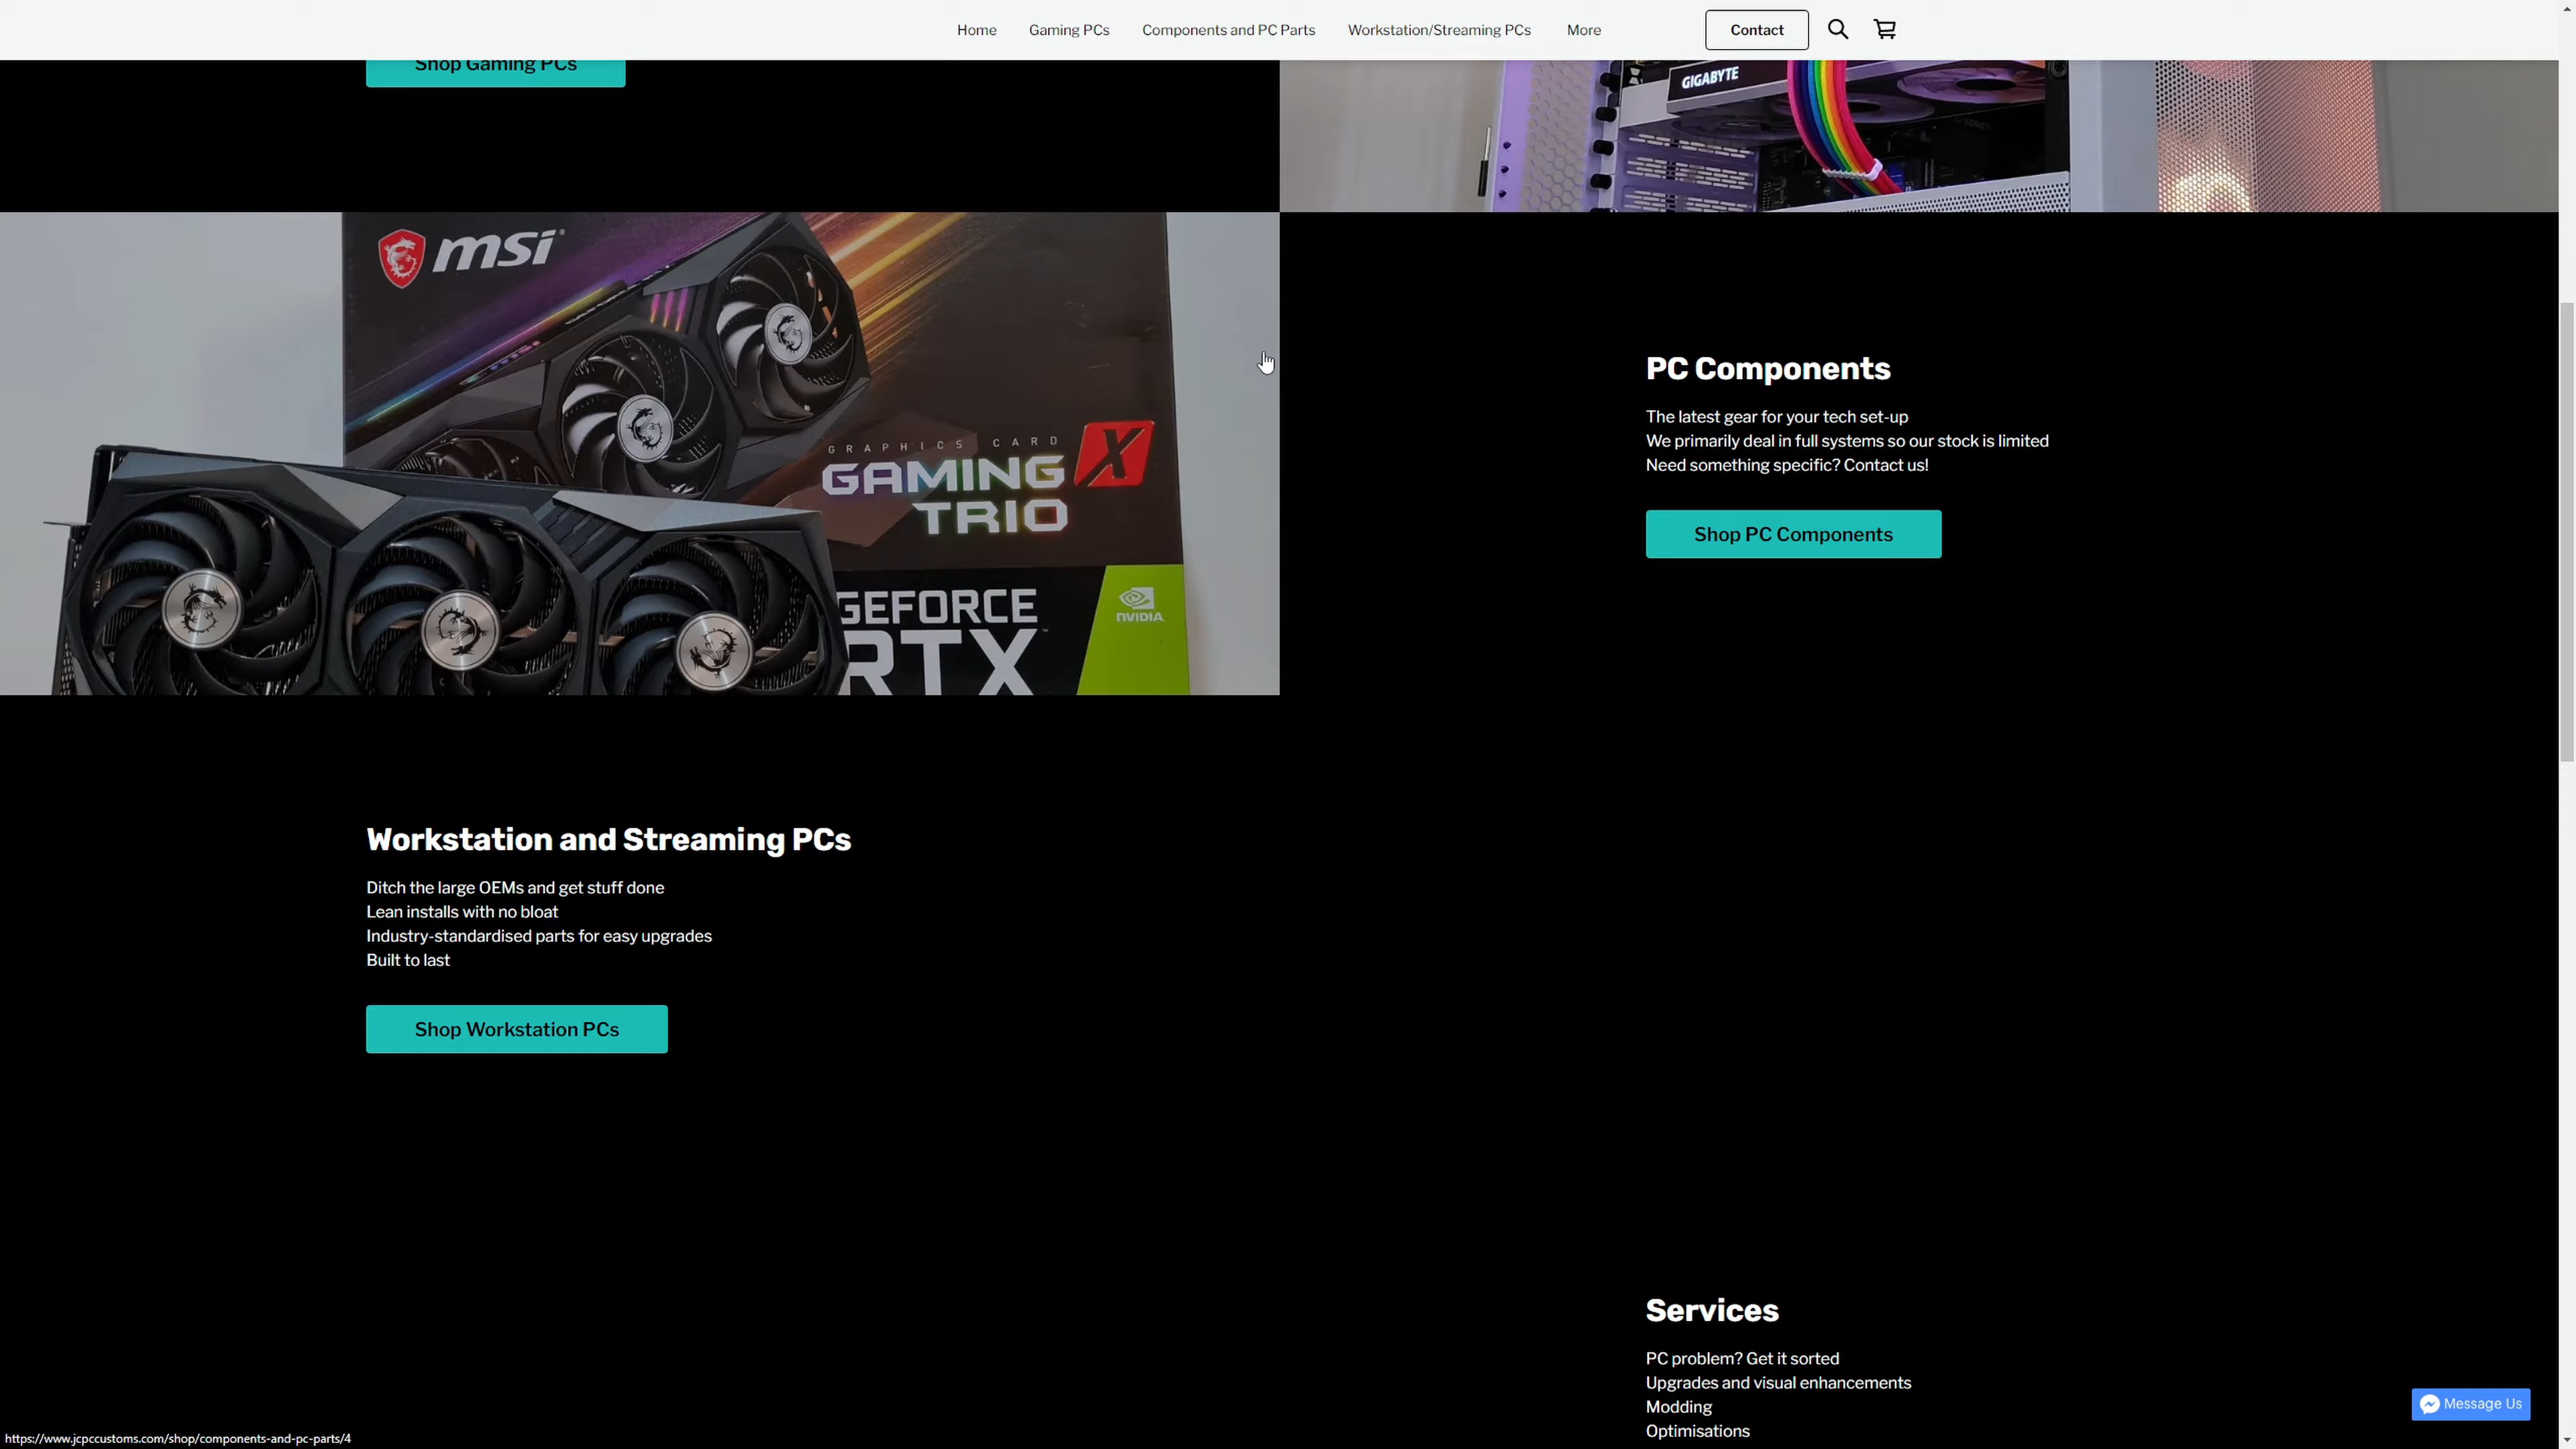 Home
Gaming PCs
Components and PC Parts
Workstation/Streaming PCs
More
Contact
Shop Gaming PCs
GIGABYTE
msi
GRAPHICS CARD
GAMING X
TRIO
GEFORCE
RTX
NVIDIA
PC Components
The latest gear for your tech set-up
We primarily deal in full systems so our stock is limited
Need something specific? Contact us!
Shop PC Components
Workstation and Streaming PCs
Ditch the large OEMs and get stuff done
Lean installs with no bloat
Industry-standardised parts for easy upgrades
Built to last
Shop Workstation PCs
Services
PC problem? Get it sorted
Upgrades and visual enhancements
Modding
Optimisations
Message Us
https://www.jcpccustoms.com/shop/components-and-pc-parts/4